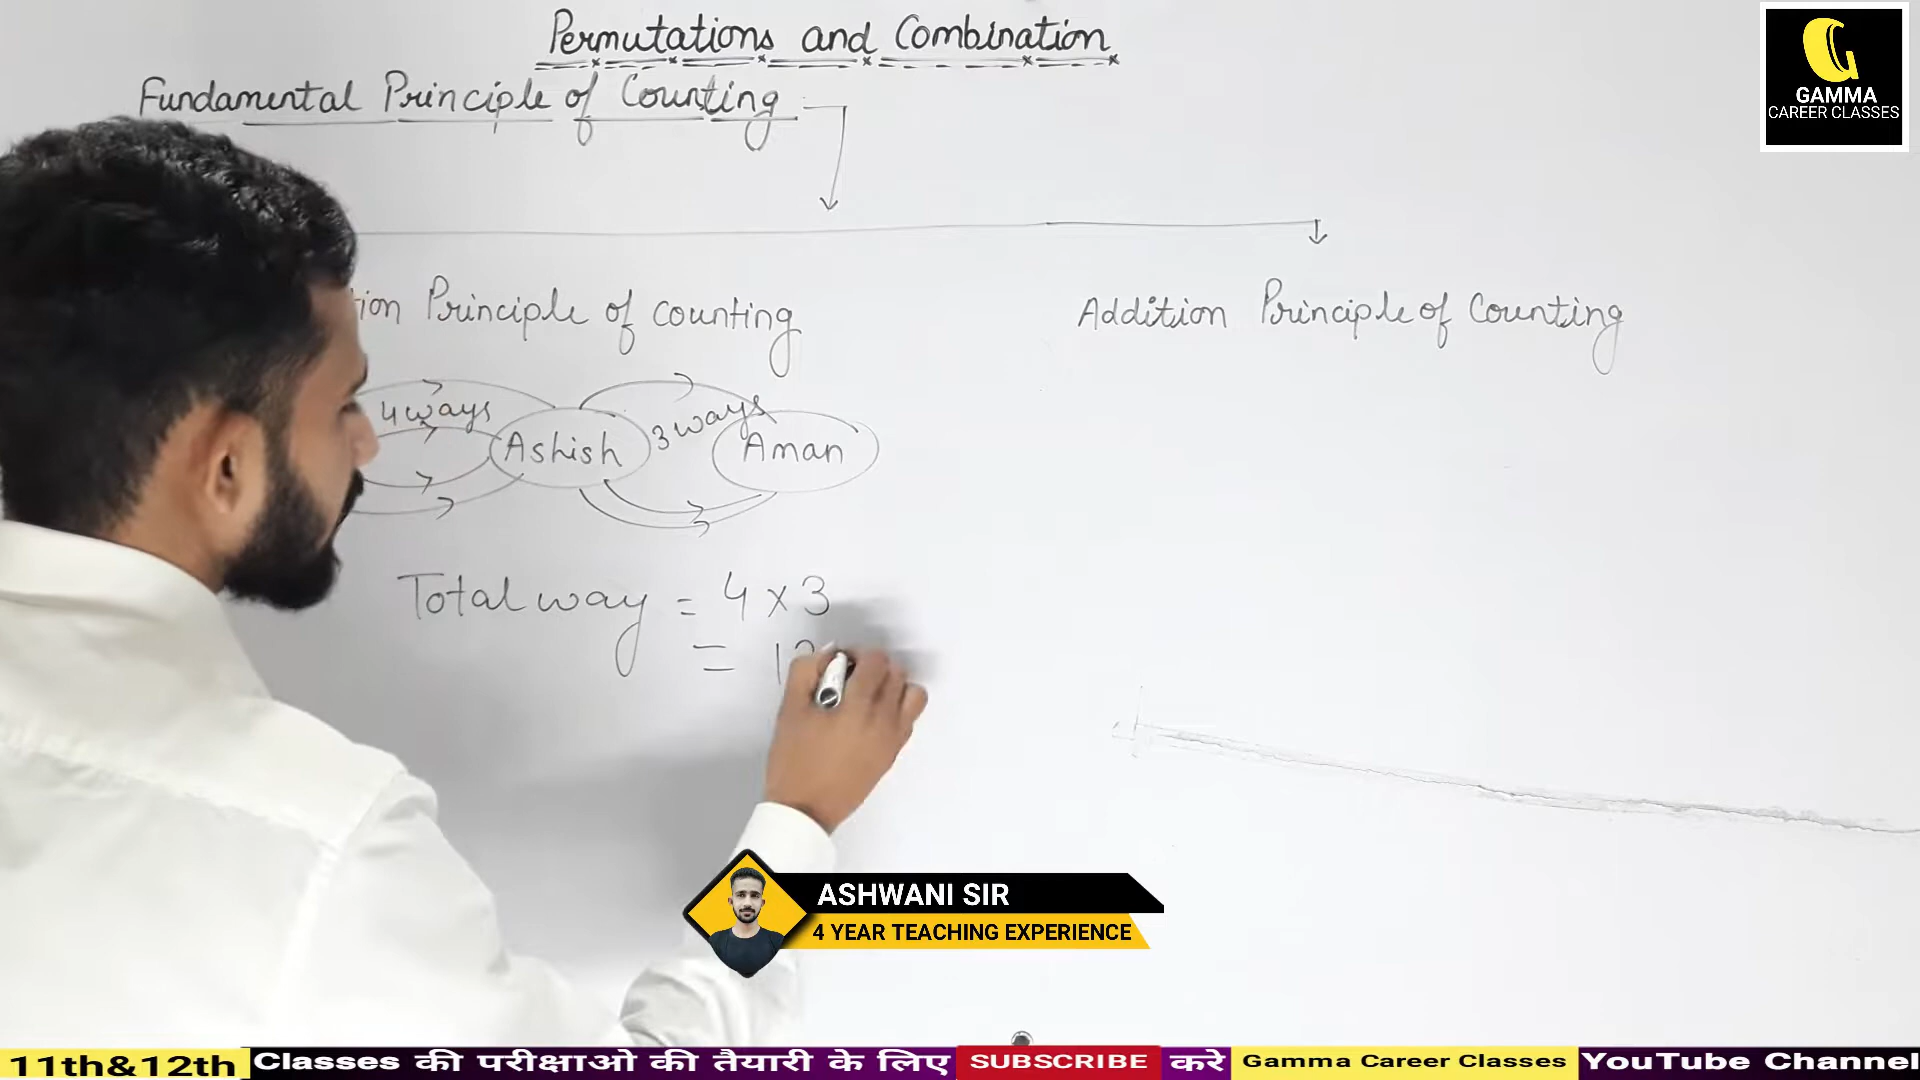 Permutations and Combination
Fundamental Principle of Counting
GAMMA
CAREER CLASSES
tion Principle of counting
Addition Principle of Counting
4 ways
3 ways
Ashish
Aman
Total way = 4 x 3
= 12
ASHWANI SIR
4 YEAR TEACHING EXPERIENCE
11th&12th Classes की परीक्षाओ की तैयारी के लिए SUBSCRIBE करे Gamma Career Classes YouTube Channel